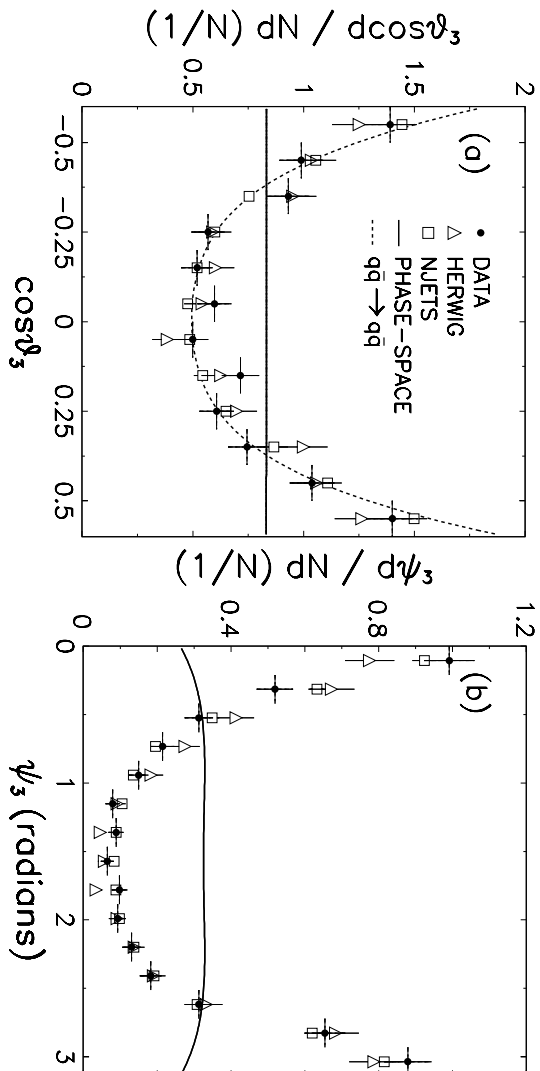 (1/N) dN / dcosϑ₃
2
1.5
1
0.5
0
(a)
DATA
HERWIG
NJETS
PHASE−SPACE
qq̄ → qq̄
−0.5
−0.25
0
0.25
0.5
cosϑ₃
(1/N) dN / dψ₃
1.2
0.8
0.4
0
(b)
0
1
2
3
ψ₃ (radians)